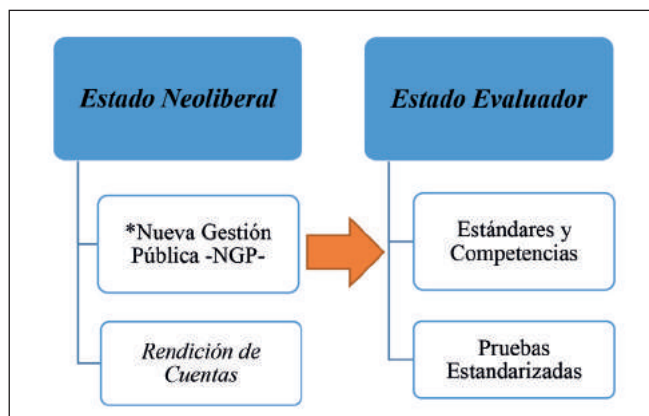 Estado Neoliberal
*Nueva Gestión
Pública -NGP-
Rendición de
Cuentas
Estado Evaluador
Estándares y
Competencias
Pruebas
Estandarizadas